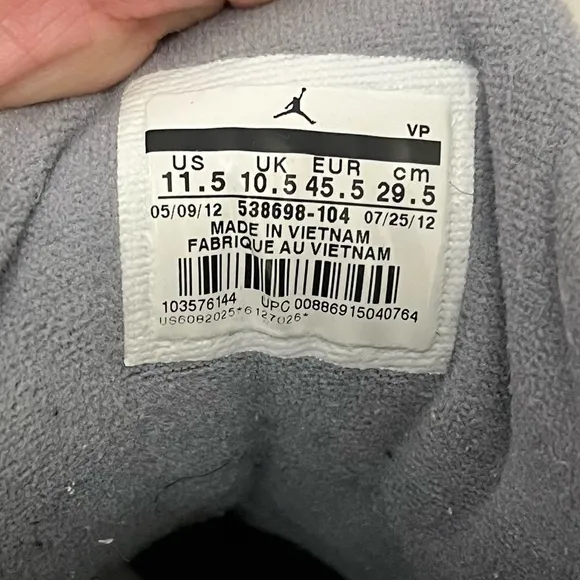 VP
US UK EUR cm
11.5 10.5 45.5 29.5
05/09/12 538698-104 07/25/12
MADE IN VIETNAM
FABRIQUE AU VIETNAM
103576144 UPC 00886915040764
US6082025*6127026*